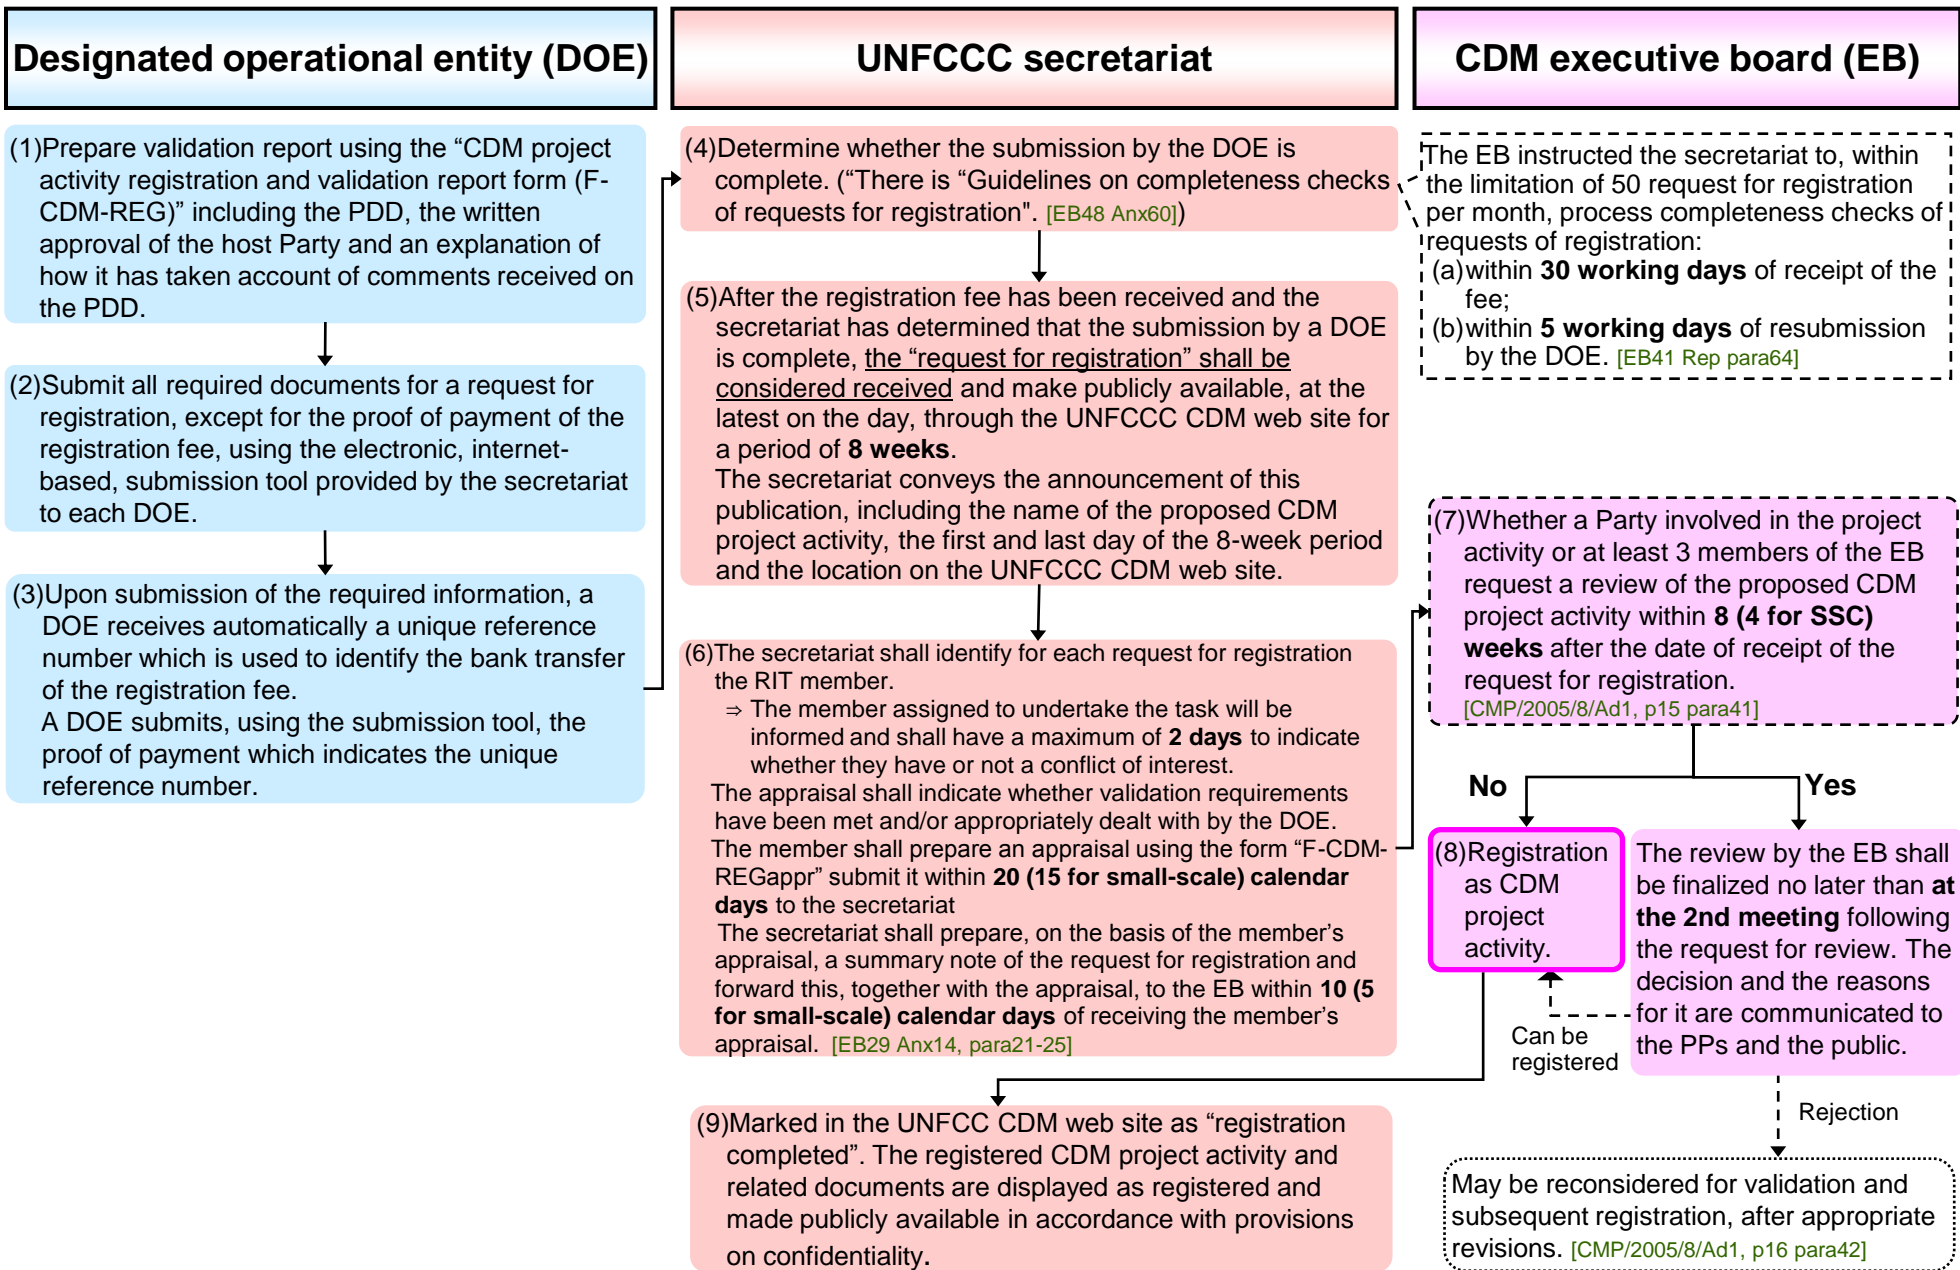 Designated operational entity (DOE)
UNFCCC secretariat
CDM executive board (EB)
(1)Prepare validation report using the “CDM project
activity registration and validation report form (F-
CDM-REG)” including the PDD, the written
approval of the host Party and an explanation of
how it has taken account of comments received on
the PDD.
(2)Submit all required documents for a request for
registration, except for the proof of payment of the
registration fee, using the electronic, internet-
based, submission tool provided by the secretariat
to each DOE.
(3)Upon submission of the required information, a
DOE receives automatically a unique reference
number which is used to identify the bank transfer
of the registration fee.
A DOE submits, using the submission tool, the
proof of payment which indicates the unique
reference number.
(4)Determine whether the submission by the DOE is
complete. (“There is “Guidelines on completeness checks
of requests for registration". [EB48 Anx60])
(5)After the registration fee has been received and the
secretariat has determined that the submission by a DOE
is complete, the “request for registration” shall be
considered received and make publicly available, at the
latest on the day, through the UNFCCC CDM web site for
a period of 8 weeks.
The secretariat conveys the announcement of this
publication, including the name of the proposed CDM
project activity, the first and last day of the 8-week period
and the location on the UNFCCC CDM web site.
(6)The secretariat shall identify for each request for registration
the RIT member.
⇒ The member assigned to undertake the task will be
informed and shall have a maximum of 2 days to indicate
whether they have or not a conflict of interest.
The appraisal shall indicate whether validation requirements
have been met and/or appropriately dealt with by the DOE.
The member shall prepare an appraisal using the form “F-CDM-
REGappr” submit it within 20 (15 for small-scale) calendar
days to the secretariat
The secretariat shall prepare, on the basis of the member’s
appraisal, a summary note of the request for registration and
forward this, together with the appraisal, to the EB within 10 (5
for small-scale) calendar days of receiving the member’s
appraisal. [EB29 Anx14, para21-25]
The EB instructed the secretariat to, within
the limitation of 50 request for registration
per month, process completeness checks of
requests of registration:
(a)within 30 working days of receipt of the
fee;
(b)within 5 working days of resubmission
by the DOE. [EB41 Rep para64]
(7)Whether a Party involved in the project
activity or at least 3 members of the EB
request a review of the proposed CDM
project activity within 8 (4 for SSC)
weeks after the date of receipt of the
request for registration.
[CMP/2005/8/Ad1, p15 para41]
No
Yes
(8)Registration
as CDM
project
activity.
The review by the EB shall
be finalized no later than at
the 2nd meeting following
the request for review. The
decision and the reasons
for it are communicated to
the PPs and the public.
Can be
registered
Rejection
(9)Marked in the UNFCC CDM web site as “registration
completed”. The registered CDM project activity and
related documents are displayed as registered and
made publicly available in accordance with provisions
on confidentiality.
May be reconsidered for validation and
subsequent registration, after appropriate
revisions. [CMP/2005/8/Ad1, p16 para42]